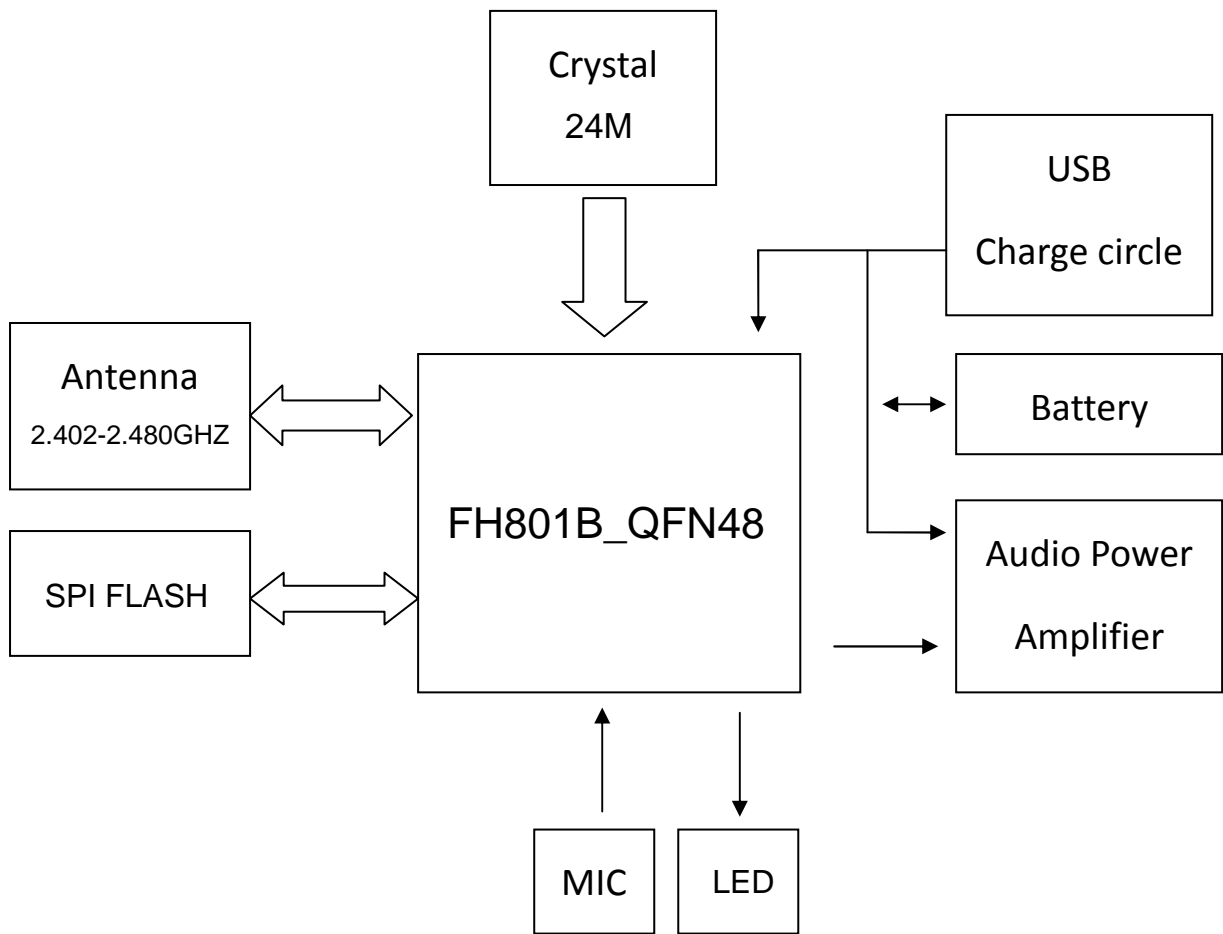 Crystal
24M
USB
Charge circle
Antenna
2.402-2.480GHZ
Battery
FH801B_QFN48
Audio Power
Amplifier
SPI FLASH
MIC
LED